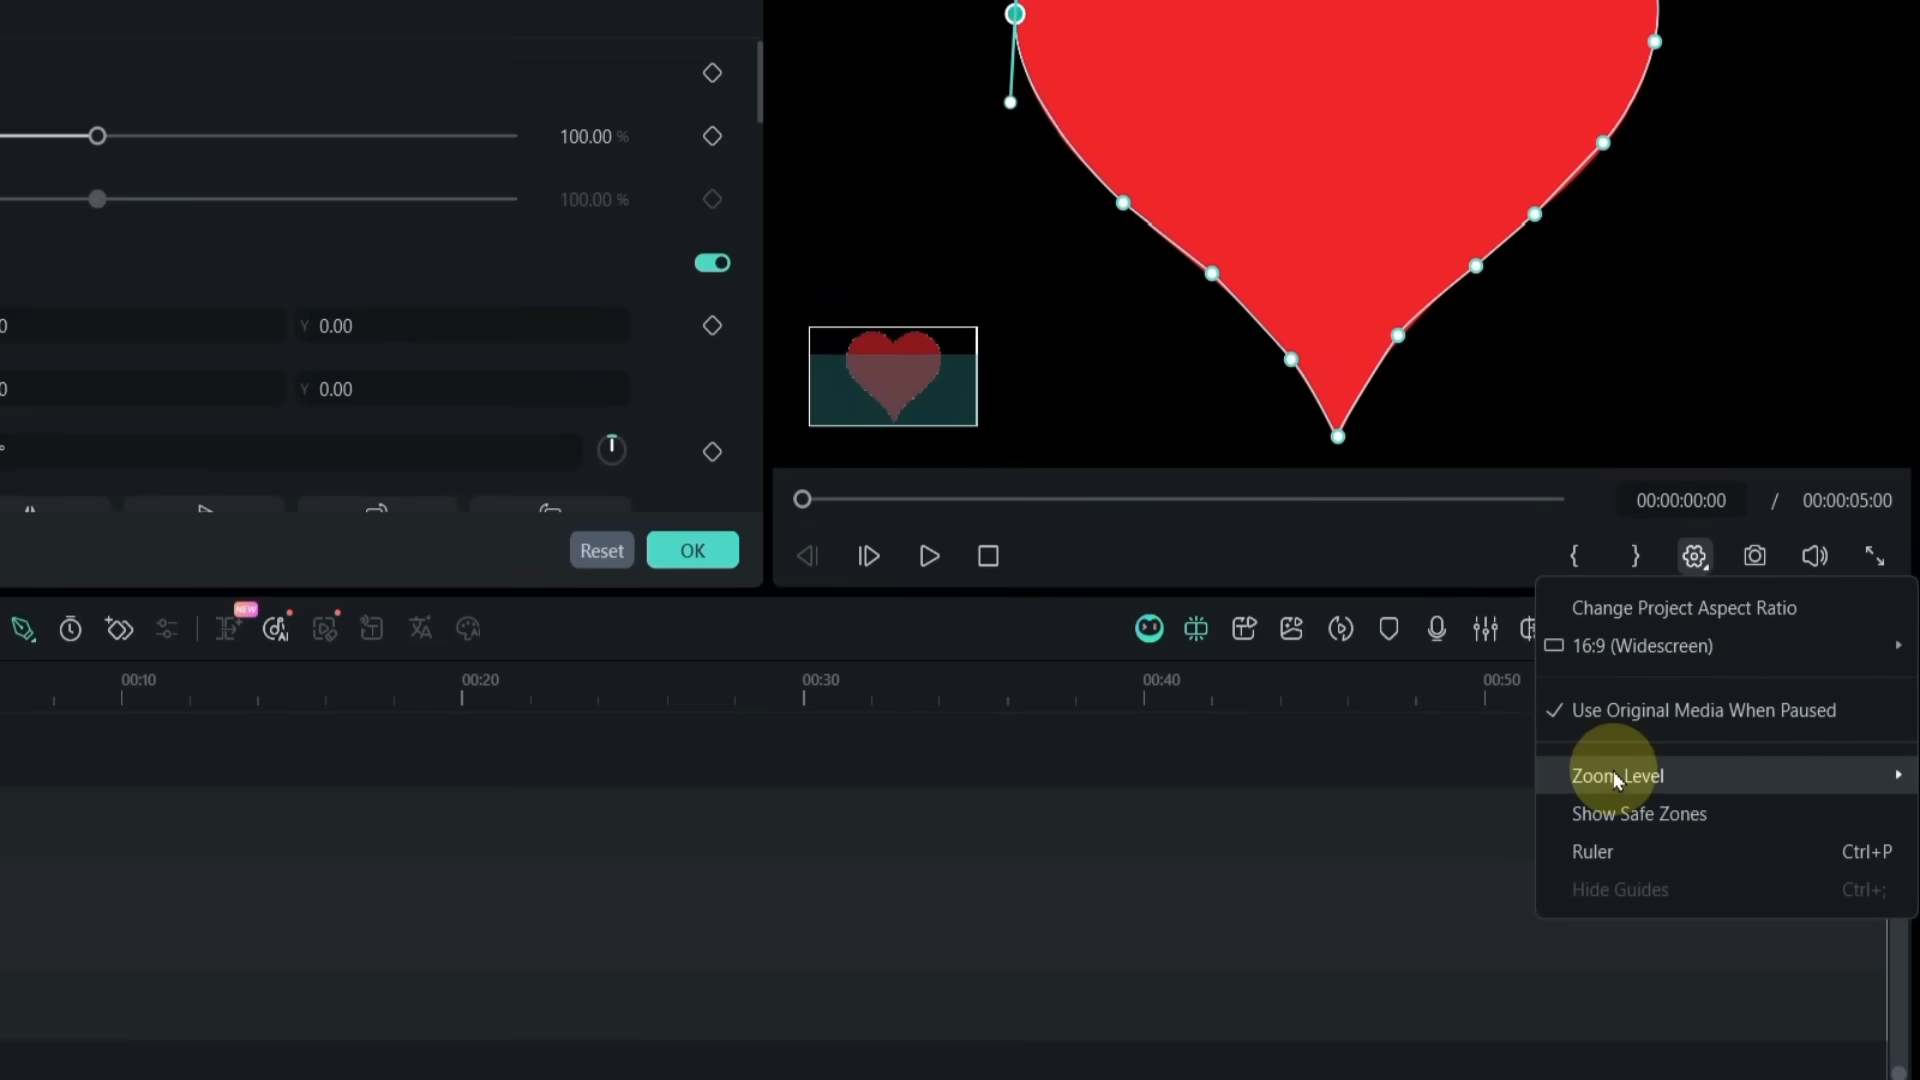 100.00 %
100.00 %
0
Y 0.00
0
Y 0.00
°
Reset
OK
00:00:00:00 / 00:00:05:00
{ }
Change Project Aspect Ratio
16:9 (Widescreen)
Use Original Media When Paused
Zoom Level
Show Safe Zones
Ruler Ctrl+P
Hide Guides Ctrl+;
NEW
00:10 00:20 00:30 00:40 00:50